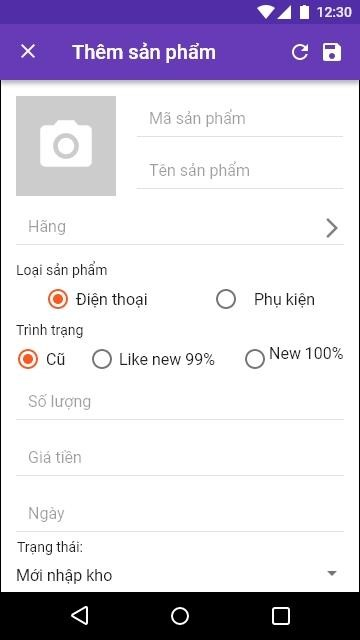 12:30
Thêm sản phẩm
Mã sản phẩm
Tên sản phẩm
Hãng
Loại sản phẩm
Điện thoại Phụ kiện
Trình trạng
Cũ Like new 99% New 100%
Số lượng
Giá tiền
Ngày
Trạng thái:
Mới nhập kho